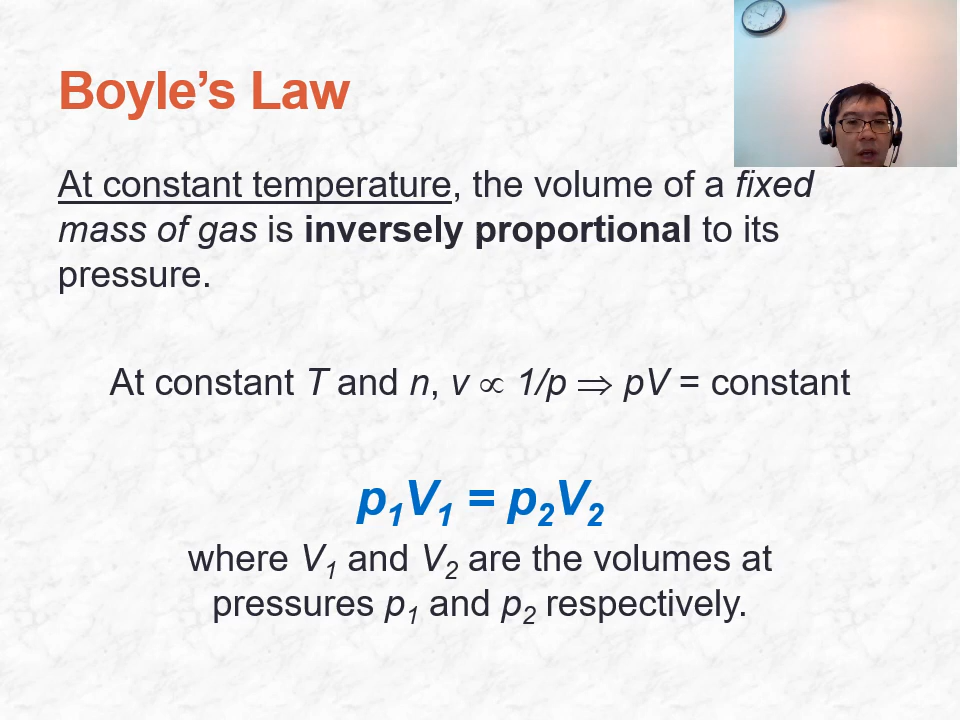 Boyle’s Law
At constant temperature, the volume of a fixed
mass of gas is inversely proportional to its
pressure.
At constant T and n, v ∝ 1/p ⇒ pV = constant
p₁V₁ = p₂V₂
where V₁ and V₂ are the volumes at
pressures p₁ and p₂ respectively.